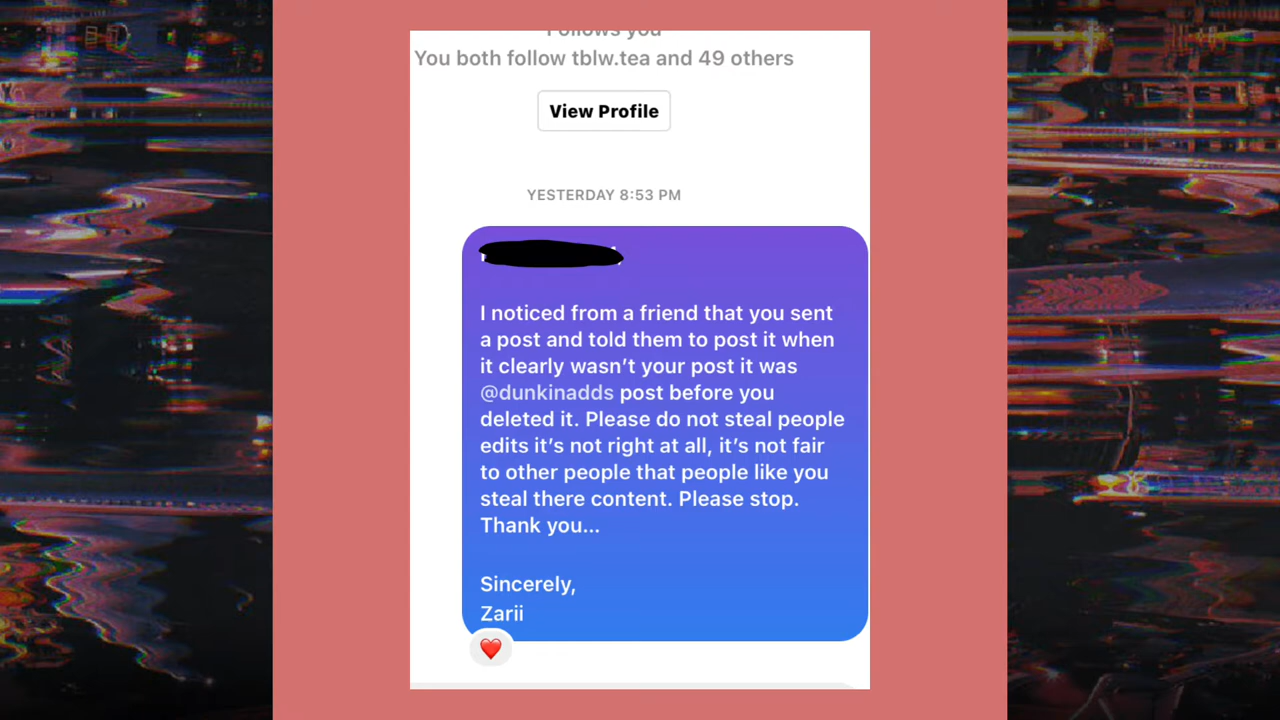 Follows you
You both follow tblw.tea and 49 others
View Profile
YESTERDAY 8:53 PM
I noticed from a friend that you sent
a post and told them to post it when
it clearly wasn’t your post it was
@dunkinadds post before you
deleted it. Please do not steal people
edits it’s not right at all, it’s not fair
to other people that people like you
steal there content. Please stop.
Thank you...
Sincerely,
Zarii